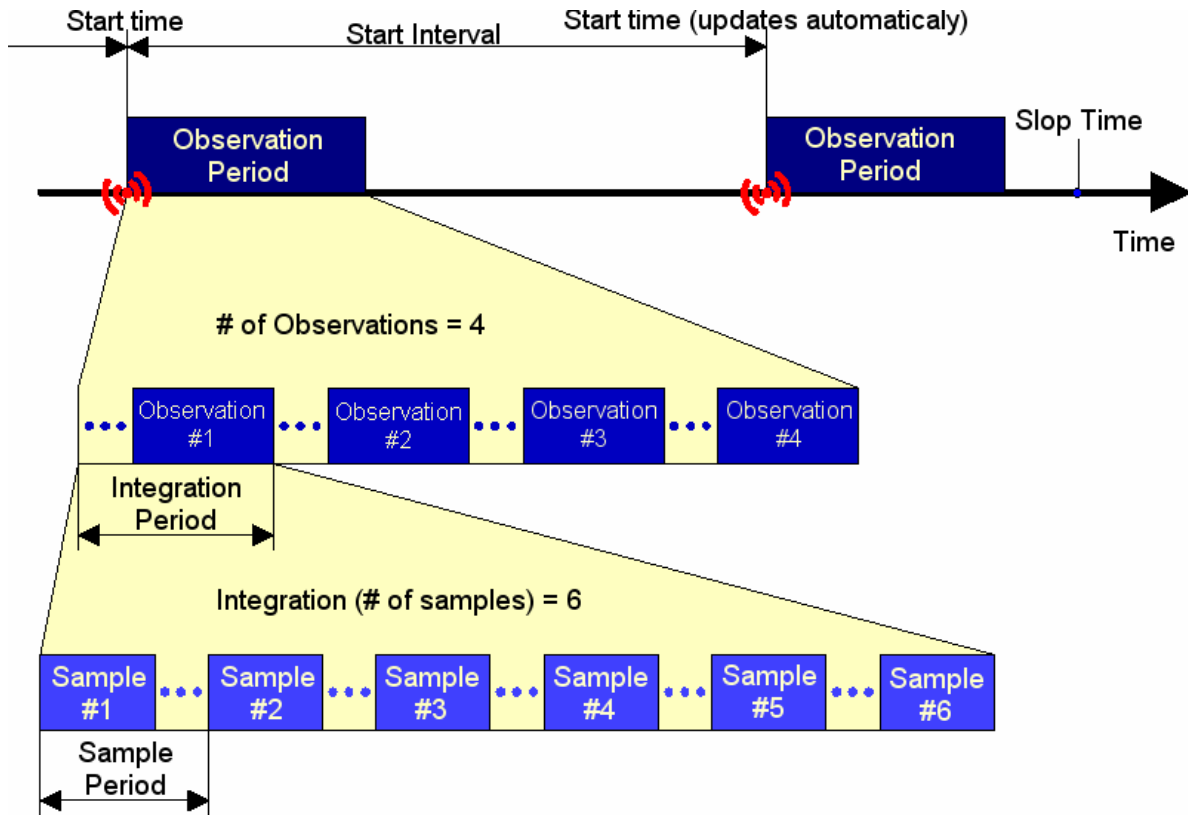 Start time
Start Interval
Start time (updates automaticaly)
Observation
Period
Observation
Period
Slop Time
Time
# of Observations = 4
Observation
#1
Observation
#2
Observation
#3
Observation
#4
Integration
Period
Integration (# of samples) = 6
Sample
#1
Sample
#2
Sample
#3
Sample
#4
Sample
#5
Sample
#6
Sample
Period